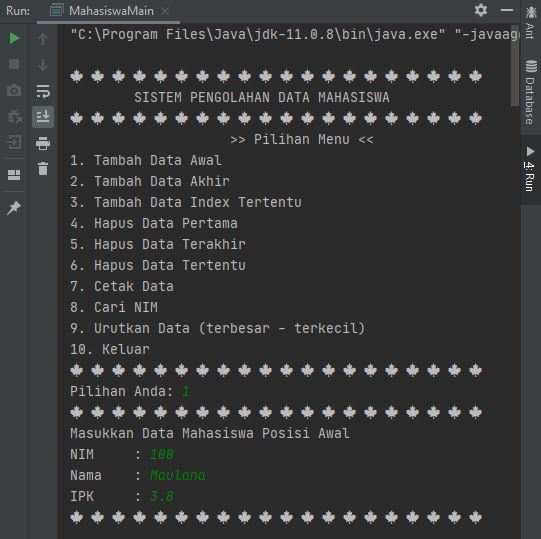 Run: MahasiswaMain ×
"C:\Program Files\Java\jdk-11.0.8\bin\java.exe" "-javaag
🍁 🍁 🍁 🍁 🍁 🍁 🍁 🍁 🍁 🍁 🍁 🍁 🍁 🍁 🍁 🍁 🍁 🍁 🍁 🍁
SISTEM PENGOLAHAN DATA MAHASISWA
🍁 🍁 🍁 🍁 🍁 🍁 🍁 🍁 🍁 🍁 🍁 🍁 🍁 🍁 🍁 🍁 🍁 🍁 🍁 🍁
>> Pilihan Menu <<
1. Tambah Data Awal
2. Tambah Data Akhir
3. Tambah Data Index Tertentu
4. Hapus Data Pertama
5. Hapus Data Terakhir
6. Hapus Data Tertentu
7. Cetak Data
8. Cari NIM
9. Urutkan Data (terbesar - terkecil)
10. Keluar
🍁 🍁 🍁 🍁 🍁 🍁 🍁 🍁 🍁 🍁 🍁 🍁 🍁 🍁 🍁 🍁 🍁 🍁 🍁 🍁
Pilihan Anda: 1
🍁 🍁 🍁 🍁 🍁 🍁 🍁 🍁 🍁 🍁 🍁 🍁 🍁 🍁 🍁 🍁 🍁 🍁 🍁 🍁
Masukkan Data Mahasiswa Posisi Awal
NIM : 100
Nama : Maulana
IPK : 3.8
🍁 🍁 🍁 🍁 🍁 🍁 🍁 🍁 🍁 🍁 🍁 🍁 🍁 🍁 🍁 🍁 🍁 🍁 🍁 🍁
Ant
Database
4: Run